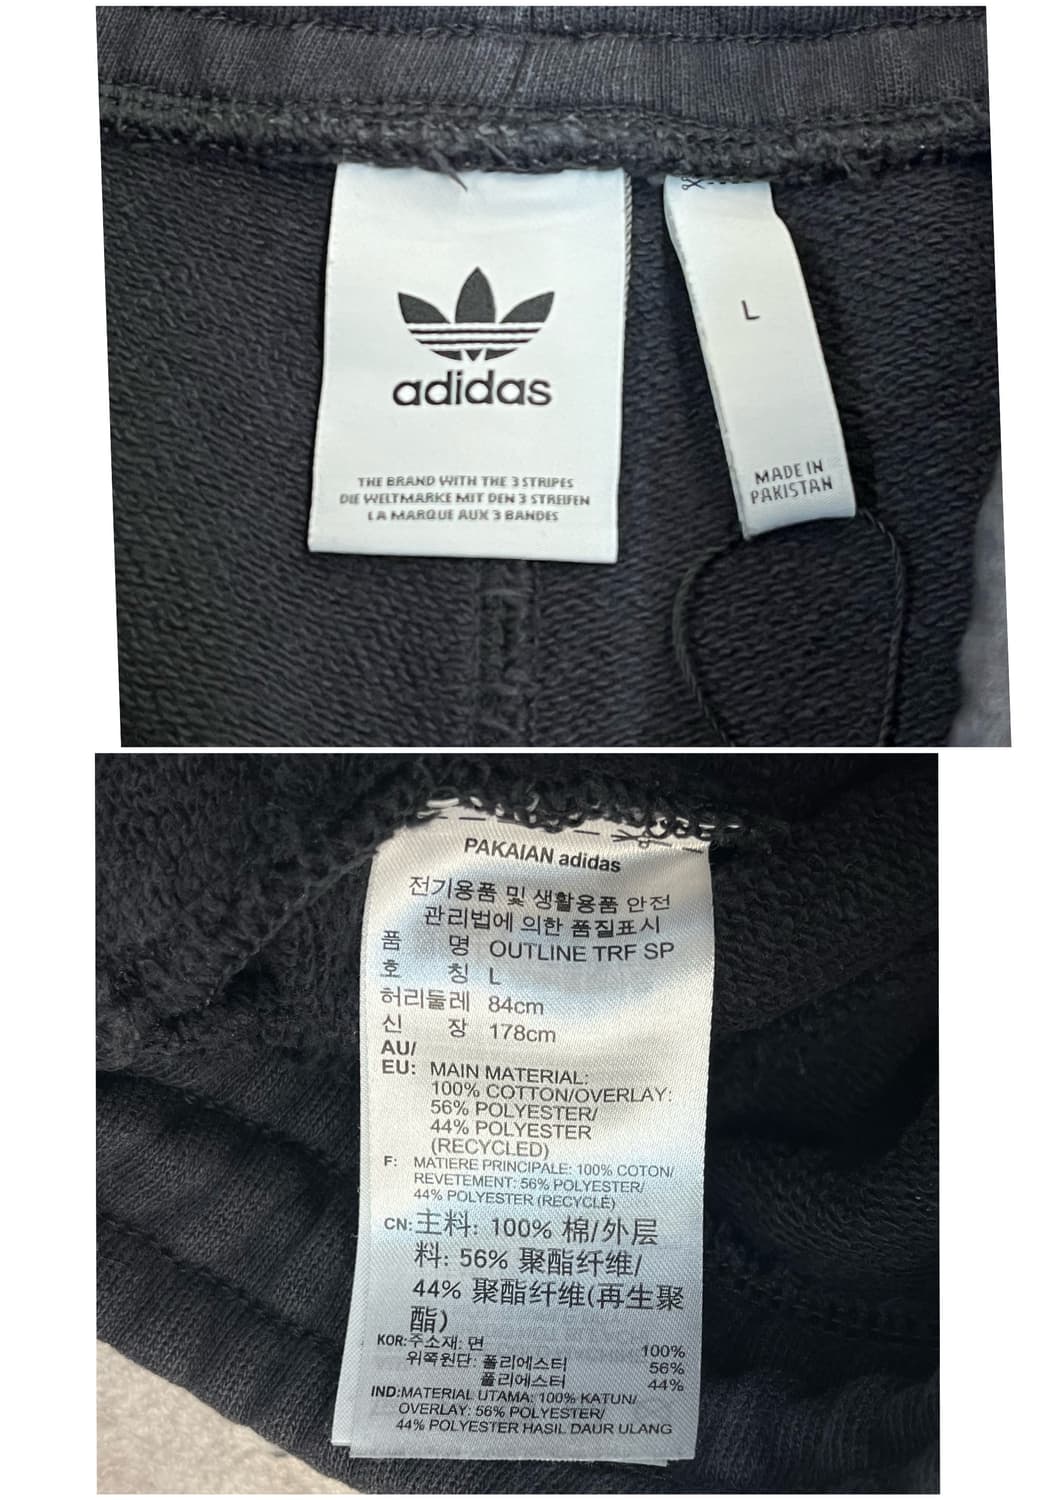 adidas
THE BRAND WITH THE 3 STRIPES
DIE WELTMARKE MIT DEN 3 STREIFEN
LA MARQUE AUX 3 BANDES
L
MADE IN
PAKISTAN
PAKAIAN adidas
전기용품 및 생활용품 안전
관리법에 의한 품질표시
품 명 OUTLINE TRF SP
호 칭 L
허리둘레 84cm
신 장 178cm
AU/
EU: MAIN MATERIAL:
100% COTTON/OVERLAY:
56% POLYESTER/
44% POLYESTER
(RECYCLED)
F: MATIERE PRINCIPALE: 100% COTON/
REVETEMENT: 56% POLYESTER/
44% POLYESTER (RECYCLÉ)
CN: 主料: 100% 棉/外层
料: 56% 聚酯纤维/
44% 聚酯纤维(再生聚
酯)
KOR: 주소재: 면 100%
위쪽원단: 폴리에스터 56%
폴리에스터 44%
IND: MATERIAL UTAMA: 100% KATUN/
OVERLAY: 56% POLYESTER/
44% POLYESTER HASIL DAUR ULANG